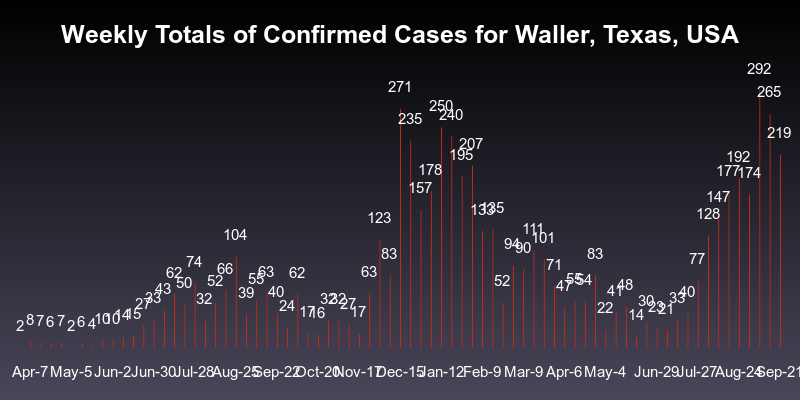 Weekly Totals of Confirmed Cases for Waller, Texas, USA
2 8 7 6 7 2 6 4 10 10 14 15 27 33 43 62 50 74 32 52 66 104 39 55 63 40 24 62 17 16 32 32 27 17 63 123 83 271 235 157 178 250 240 195 207 133 135 52 94 90 111 101 71 47 55 54 83 22 41 48 14 30 23 21 33 40 77 128 147 177 192 174 292 265 219
Apr-7 May-5 Jun-2 Jun-30 Jul-28 Aug-25 Sep-22 Oct-20 Nov-17 Dec-15 Jan-12 Feb-9 Mar-9 Apr-6 May-4 Jun-29 Jul-27 Aug-24 Sep-21